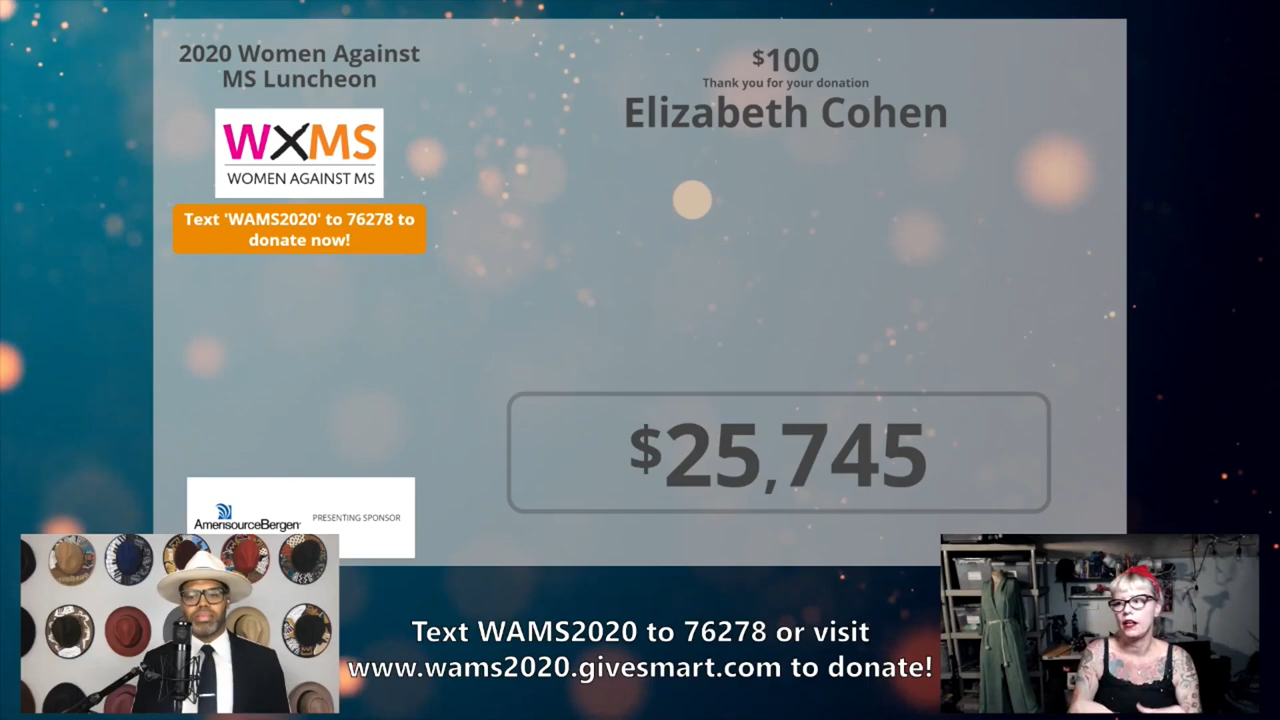 2020 Women Against
MS Luncheon
WXMS
WOMEN AGAINST MS
Text 'WAMS2020' to 76278 to
donate now!
$100
Thank you for your donation
Elizabeth Cohen
$25,745
AmerisourceBergen
PRESENTING SPONSOR
Text WAMS2020 to 76278 or visit
www.wams2020.givesmart.com to donate!